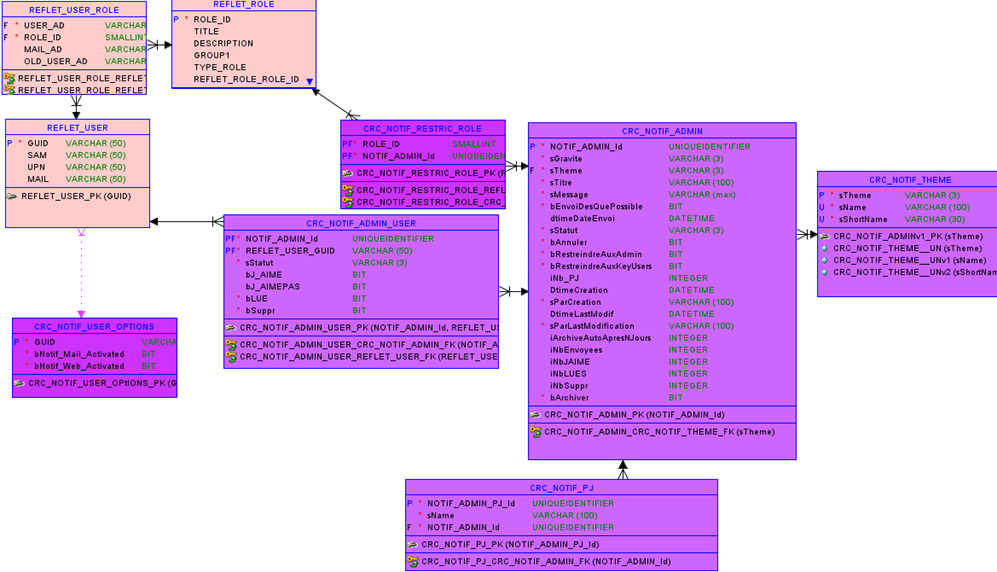 REFLET_USER_ROLE
F * USER_AD VARCHAR
F * ROLE_ID SMALLINT
MAIL_AD VARCHAR
OLD_USER_AD VARCHAR
REFLET_USER_ROLE_REFLET
REFLET_USER_ROLE_REFLET
REFLET_ROLE
P * ROLE_ID
TITLE
DESCRIPTION
GROUP1
TYPE_ROLE
REFLET_ROLE_ROLE_ID
REFLET_USER
P * GUID VARCHAR (50)
SAM VARCHAR (50)
UPN VARCHAR (50)
MAIL VARCHAR (50)
REFLET_USER_PK (GUID)
CRC_NOTIF_RESTRIC_ROLE
PF* ROLE_ID SMALLINT
PF* NOTIF_ADMIN_Id UNIQUEIDEN
CRC_NOTIF_RESTRIC_ROLE_PK (R
CRC_NOTIF_RESTRIC_ROLE_REFL
CRC_NOTIF_RESTRIC_ROLE_CRC_
CRC_NOTIF_ADMIN_USER
PF* NOTIF_ADMIN_Id UNIQUEIDENTIFIER
PF* REFLET_USER_GUID VARCHAR (50)
* sStatut VARCHAR (3)
bJ_AIME BIT
bJ_AIMEPAS BIT
* bLUE BIT
* bSuppr BIT
CRC_NOTIF_ADMIN_USER_PK (NOTIF_ADMIN_Id, REFLET_US
CRC_NOTIF_ADMIN_USER_CRC_NOTIF_ADMIN_FK (NOTIF_A
CRC_NOTIF_ADMIN_USER_REFLET_USER_FK (REFLET_USE
CRC_NOTIF_USER_OPTIONS
P * GUID VARCHA
* bNotif_Mail_Activated BIT
* bNotif_Web_Activated BIT
CRC_NOTIF_USER_OPtIONS_PK (G
CRC_NOTIF_ADMIN
P * NOTIF_ADMIN_Id UNIQUEIDENTIFIER
* sGravite VARCHAR (3)
F * sTheme VARCHAR (3)
* sTitre VARCHAR (100)
* sMessage VARCHAR (max)
* bEnvoiDesQuePossible BIT
dtimeDateEnvoi DATETIME
* sStatut VARCHAR (3)
* bAnnuler BIT
* bRestreindreAuxAdmin BIT
* bRestreindreAuxKeyUsers BIT
iNb_PJ INTEGER
DtimeCreation DATETIME
* sParCreation VARCHAR (100)
DtimeLastModif DATETIME
* sParLastModification VARCHAR (100)
iArchiveAutoApresNJours INTEGER
iNbEnvoyees INTEGER
iNbJAIME INTEGER
iNbLUES INTEGER
iNbSuppr INTEGER
* bArchiver BIT
CRC_NOTIF_ADMIN_PK (NOTIF_ADMIN_Id)
CRC_NOTIF_ADMIN_CRC_NOTIF_THEME_FK (sTheme)
CRC_NOTIF_THEME
P * sTheme VARCHAR (3)
U * sName VARCHAR (100)
U * sShortName VARCHAR (30)
CRC_NOTIF_ADMINv1_PK (sTheme)
CRC_NOTIF_THEME__UN (sTheme)
CRC_NOTIF_THEME__UNv1 (sName)
CRC_NOTIF_THEME__UNv2 (sShortNam
CRC_NOTIF_PJ
P * NOTIF_ADMIN_PJ_Id UNIQUEIDENTIFIER
* sName VARCHAR (100)
F * NOTIF_ADMIN_Id UNIQUEIDENTIFIER
CRC_NOTIF_PJ_PK (NOTIF_ADMIN_PJ_Id)
CRC_NOTIF_PJ_CRC_NOTIF_ADMIN_FK (NOTIF_ADMIN_Id)